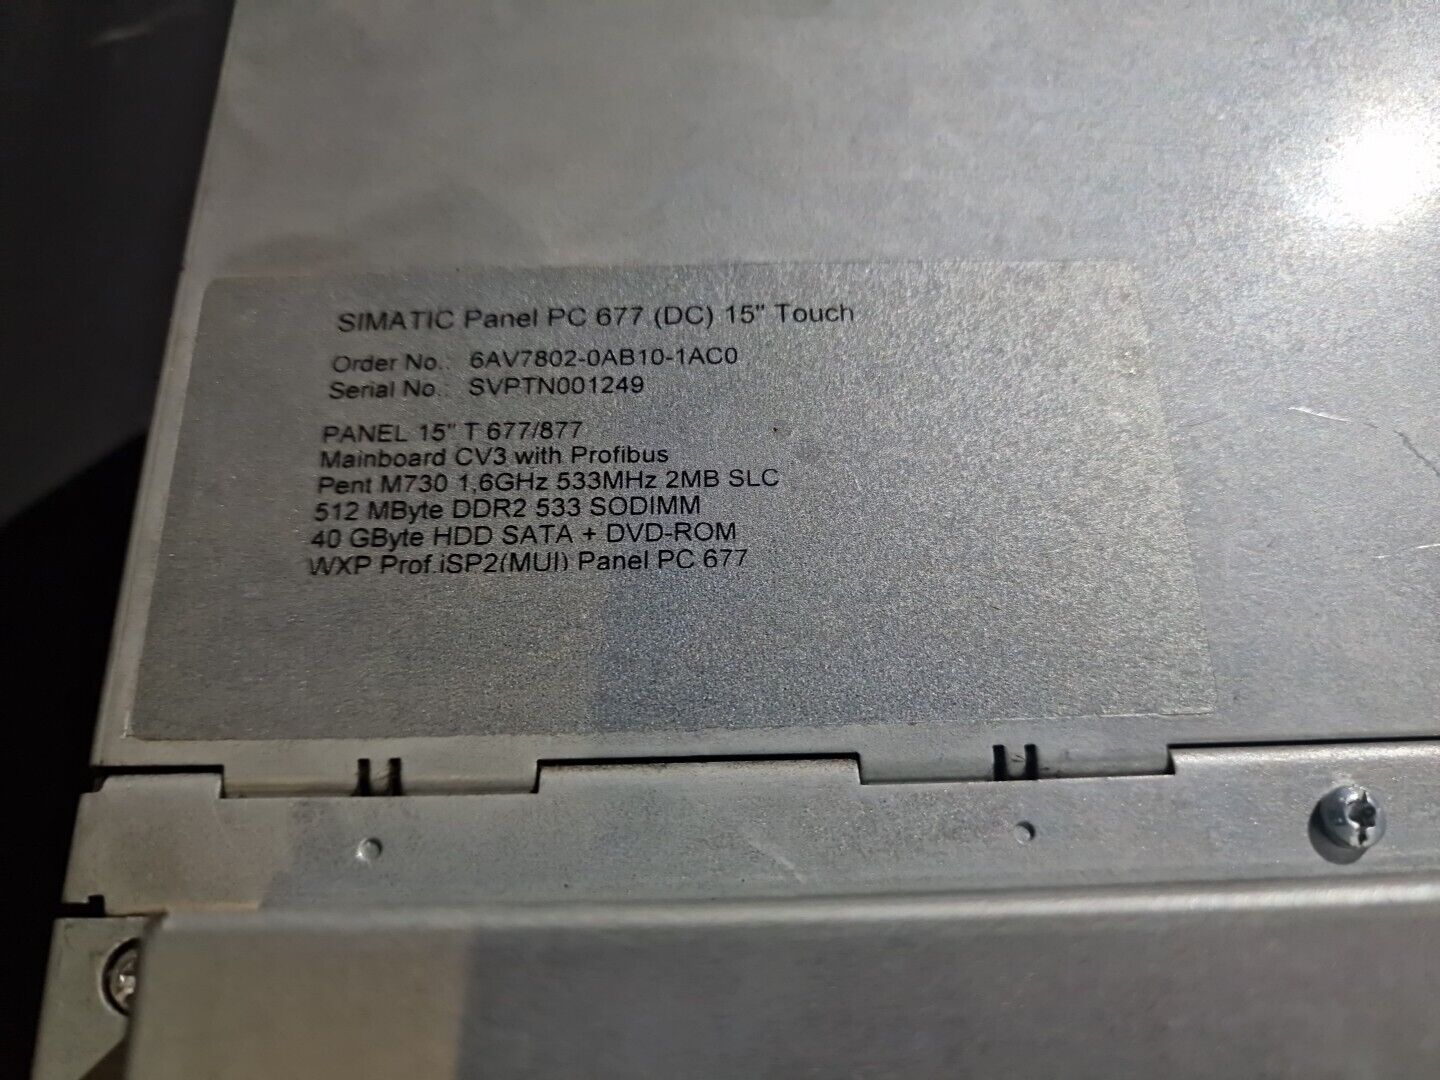 SIMATIC Panel PC 677 (DC) 15" Touch
Order No.: 6AV7802-0AB10-1AC0
Serial No.: SVPTN001249
PANEL 15" T 677/877
Mainboard CV3 with Profibus
Pent M730 1,6GHz 533MHz 2MB SLC
512 MByte DDR2 533 SODIMM
40 GByte HDD SATA + DVD-ROM
WXP Prof.iSP2(MUI) Panel PC 677